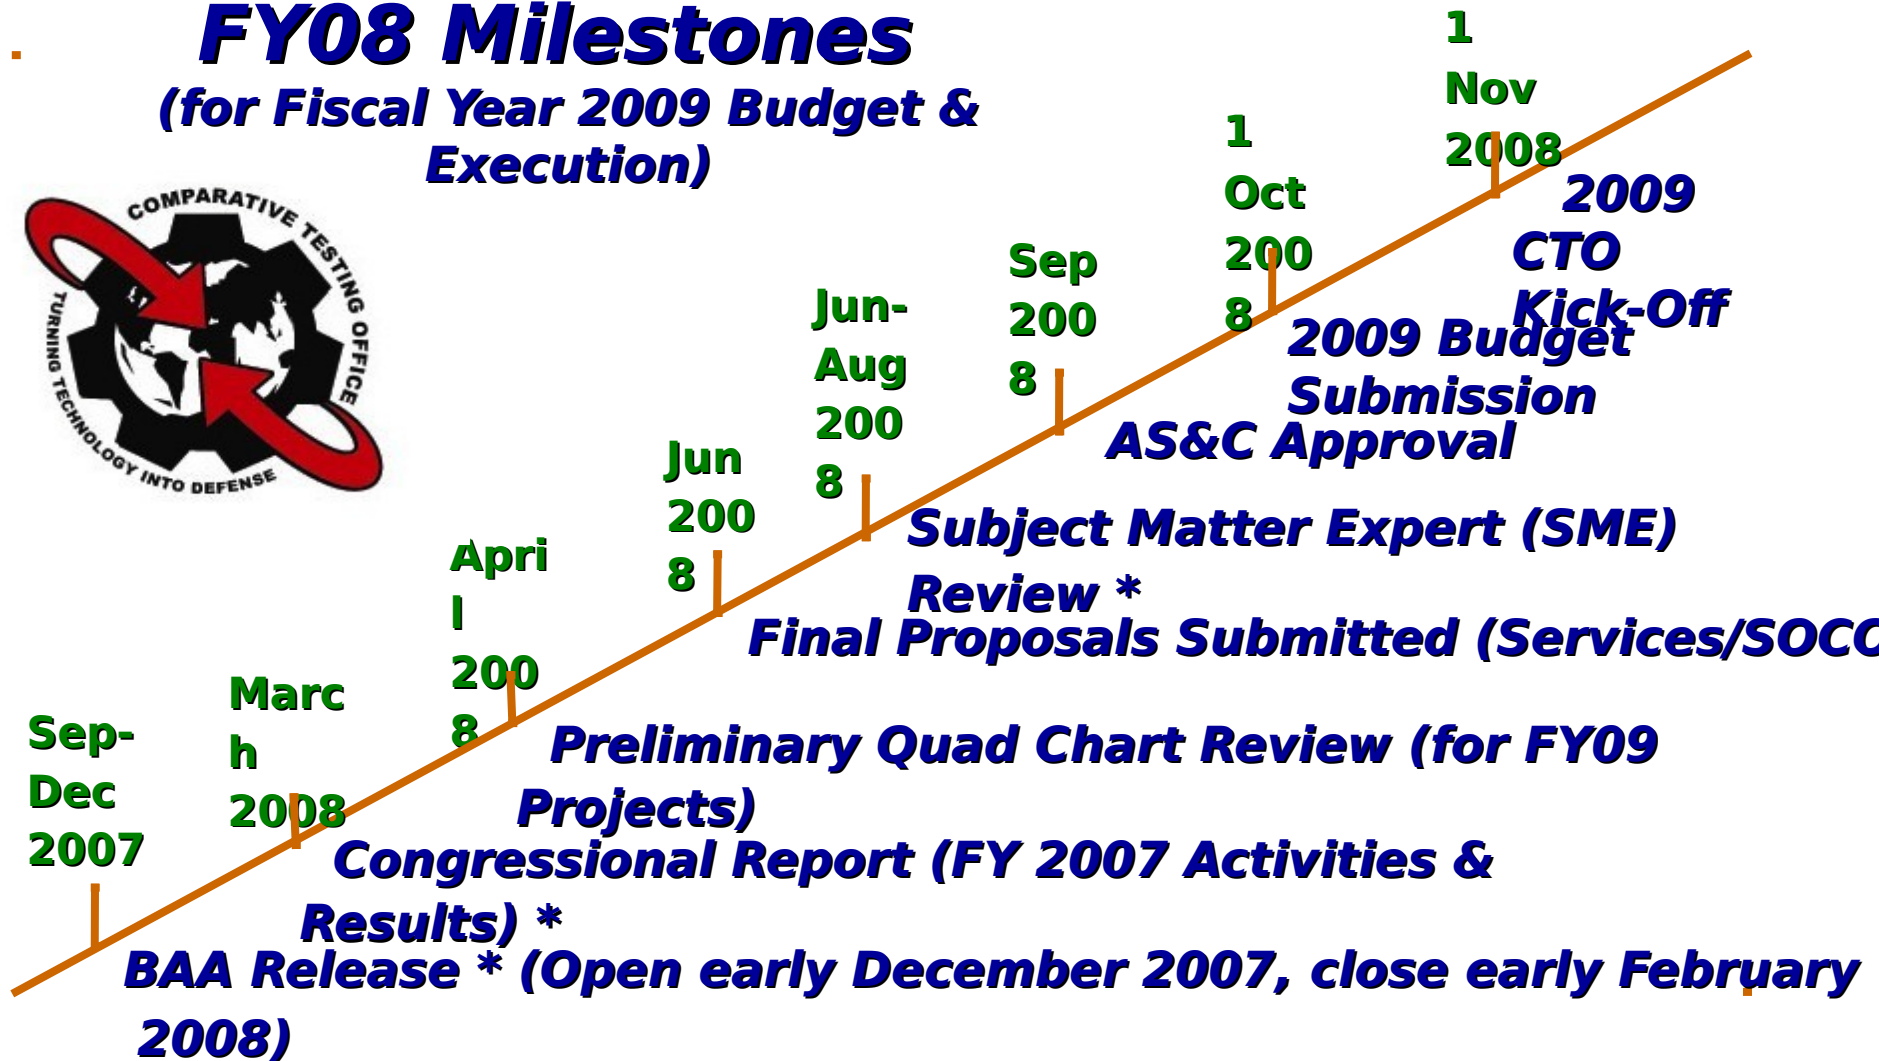 FY08 Milestones
(for Fiscal Year 2009 Budget &
Execution)
COMPARATIVE TESTING OFFICE
TURNING TECHNOLOGY INTO DEFENSE
Sep-
Dec
2007
BAA Release * (Open early December 2007, close early February
2008)
Marc
h
2008
Congressional Report (FY 2007 Activities &
Results) *
Apri
l
200
8
Preliminary Quad Chart Review (for FY09
Projects)
Jun
200
8
Final Proposals Submitted (Services/SOCO
Jun-
Aug
200
8
Subject Matter Expert (SME)
Review *
Sep
200
8
AS&C Approval
1
Oct
200
8
2009 Budget
Submission
1
Nov
2008
2009
CTO
Kick-Off